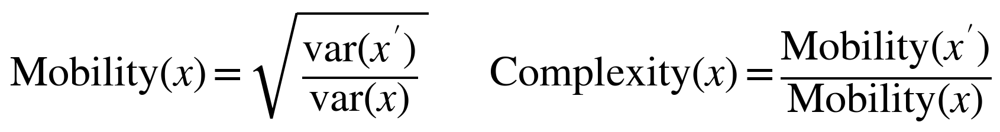 Mobility(x) = √(var(x′)/var(x))    Complexity(x) = Mobility(x′)/Mobility(x)